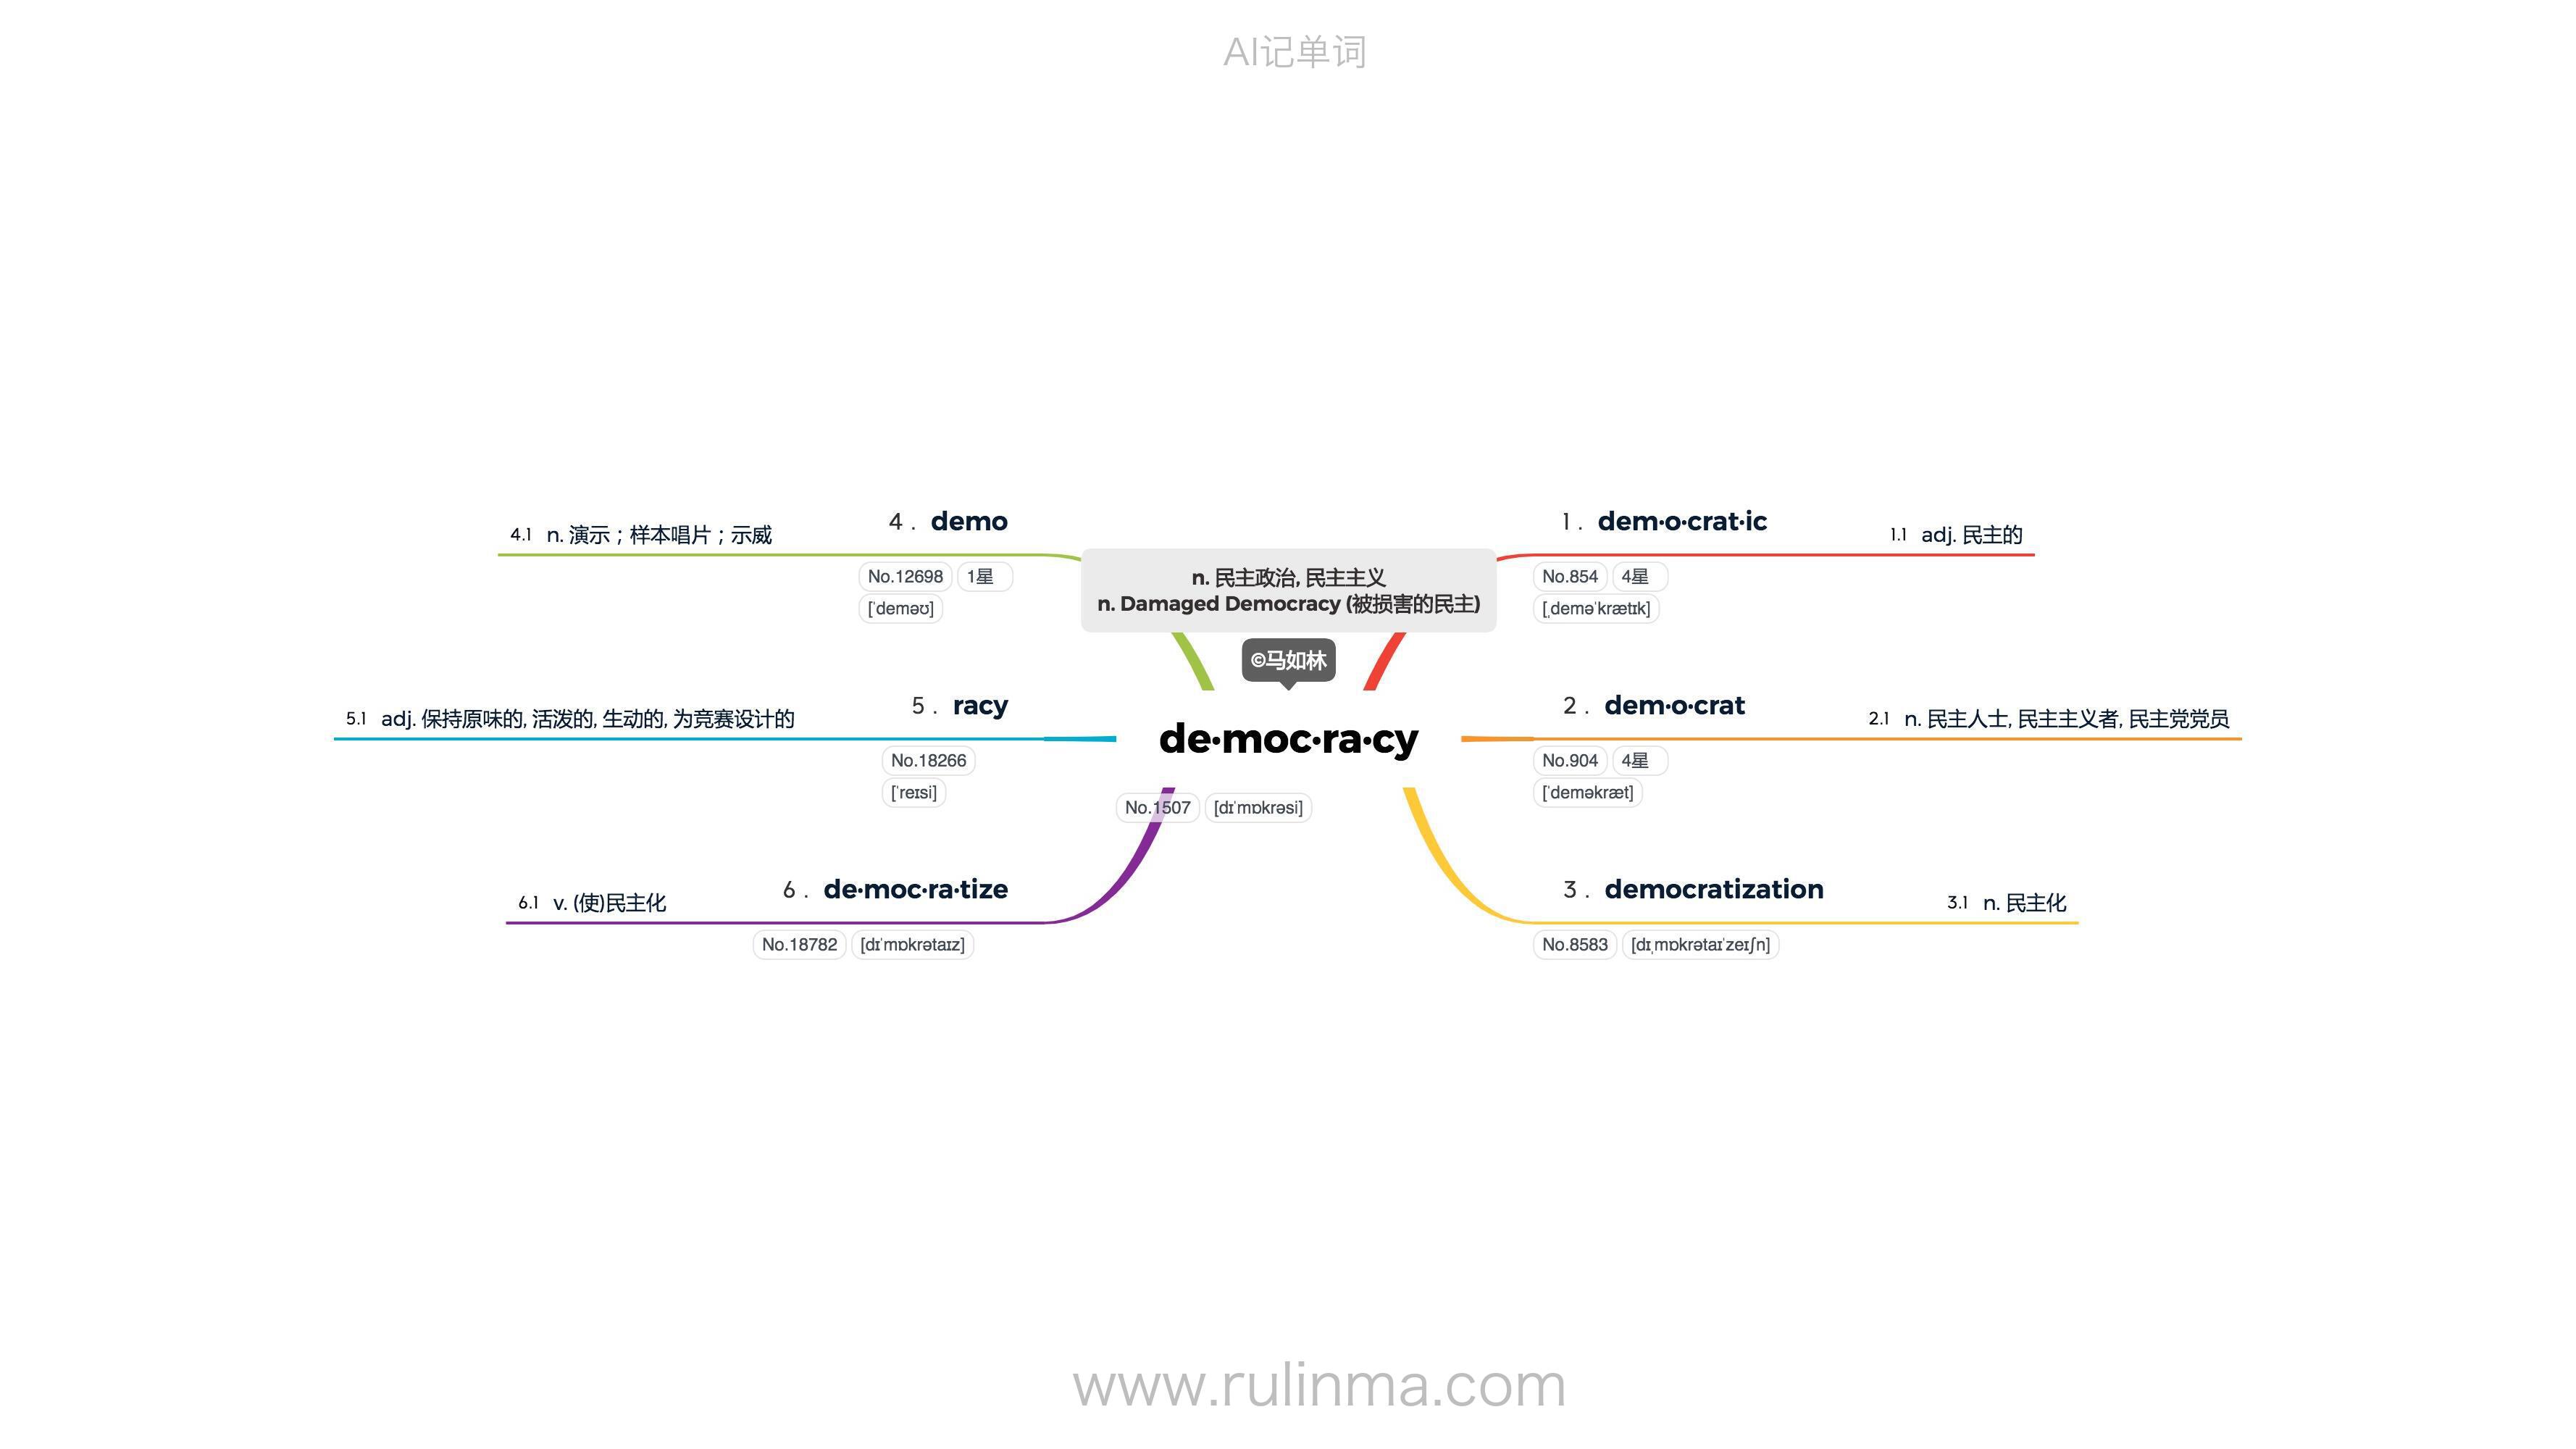 AI记单词
n. 民主政治, 民主主义
n. Damaged Democracy (被损害的民主)
©马如林
de·moc·ra·cy
No.1507 [dɪˈmɒkrəsi]
1 . dem·o·crat·ic
No.854 4星
[ˌdeməˈkrætɪk]
1.1 adj. 民主的
2 . dem·o·crat
No.904 4星
[ˈdeməkræt]
2.1 n. 民主人士, 民主主义者, 民主党党员
3 . democratization
No.8583 [dɪˌmɒkrətaɪˈzeɪʃn]
3.1 n. 民主化
4 . demo
No.12698 1星
[ˈdeməʊ]
4.1 n. 演示；样本唱片；示威
5 . racy
No.18266
[ˈreɪsi]
5.1 adj. 保持原味的, 活泼的, 生动的, 为竞赛设计的
6 . de·moc·ra·tize
No.18782 [dɪˈmɒkrətaɪz]
6.1 v. (使)民主化
www.rulinma.com